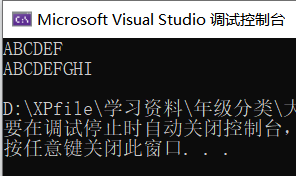 Microsoft Visual Studio 调试控制台
ABCDEF
ABCDEFGHI
D:\XPfile\学习资料\年级分类\大
要在调试停止时自动关闭控制台,
按任意键关闭此窗口. . .